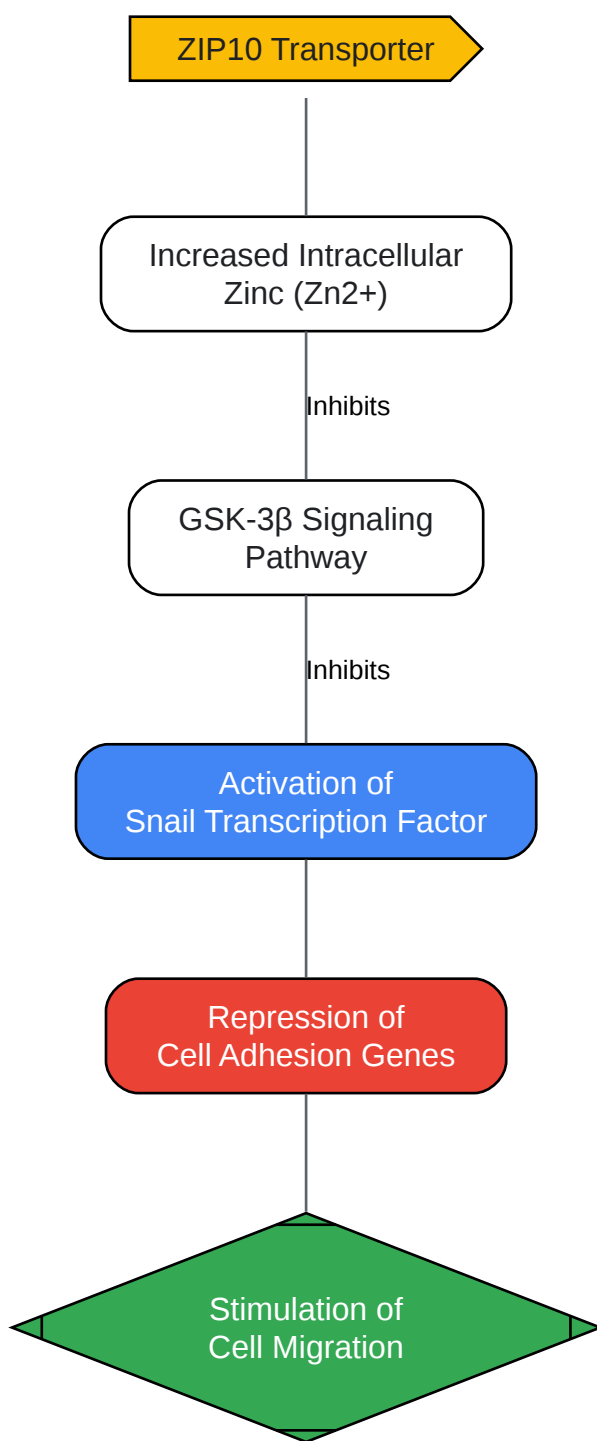 ZIP10 Transporter
Increased Intracellular
Zinc (Zn2+)
Inhibits
GSK-3β Signaling
Pathway
Inhibits
Activation of
Snail Transcription Factor
Repression of
Cell Adhesion Genes
Stimulation of
Cell Migration